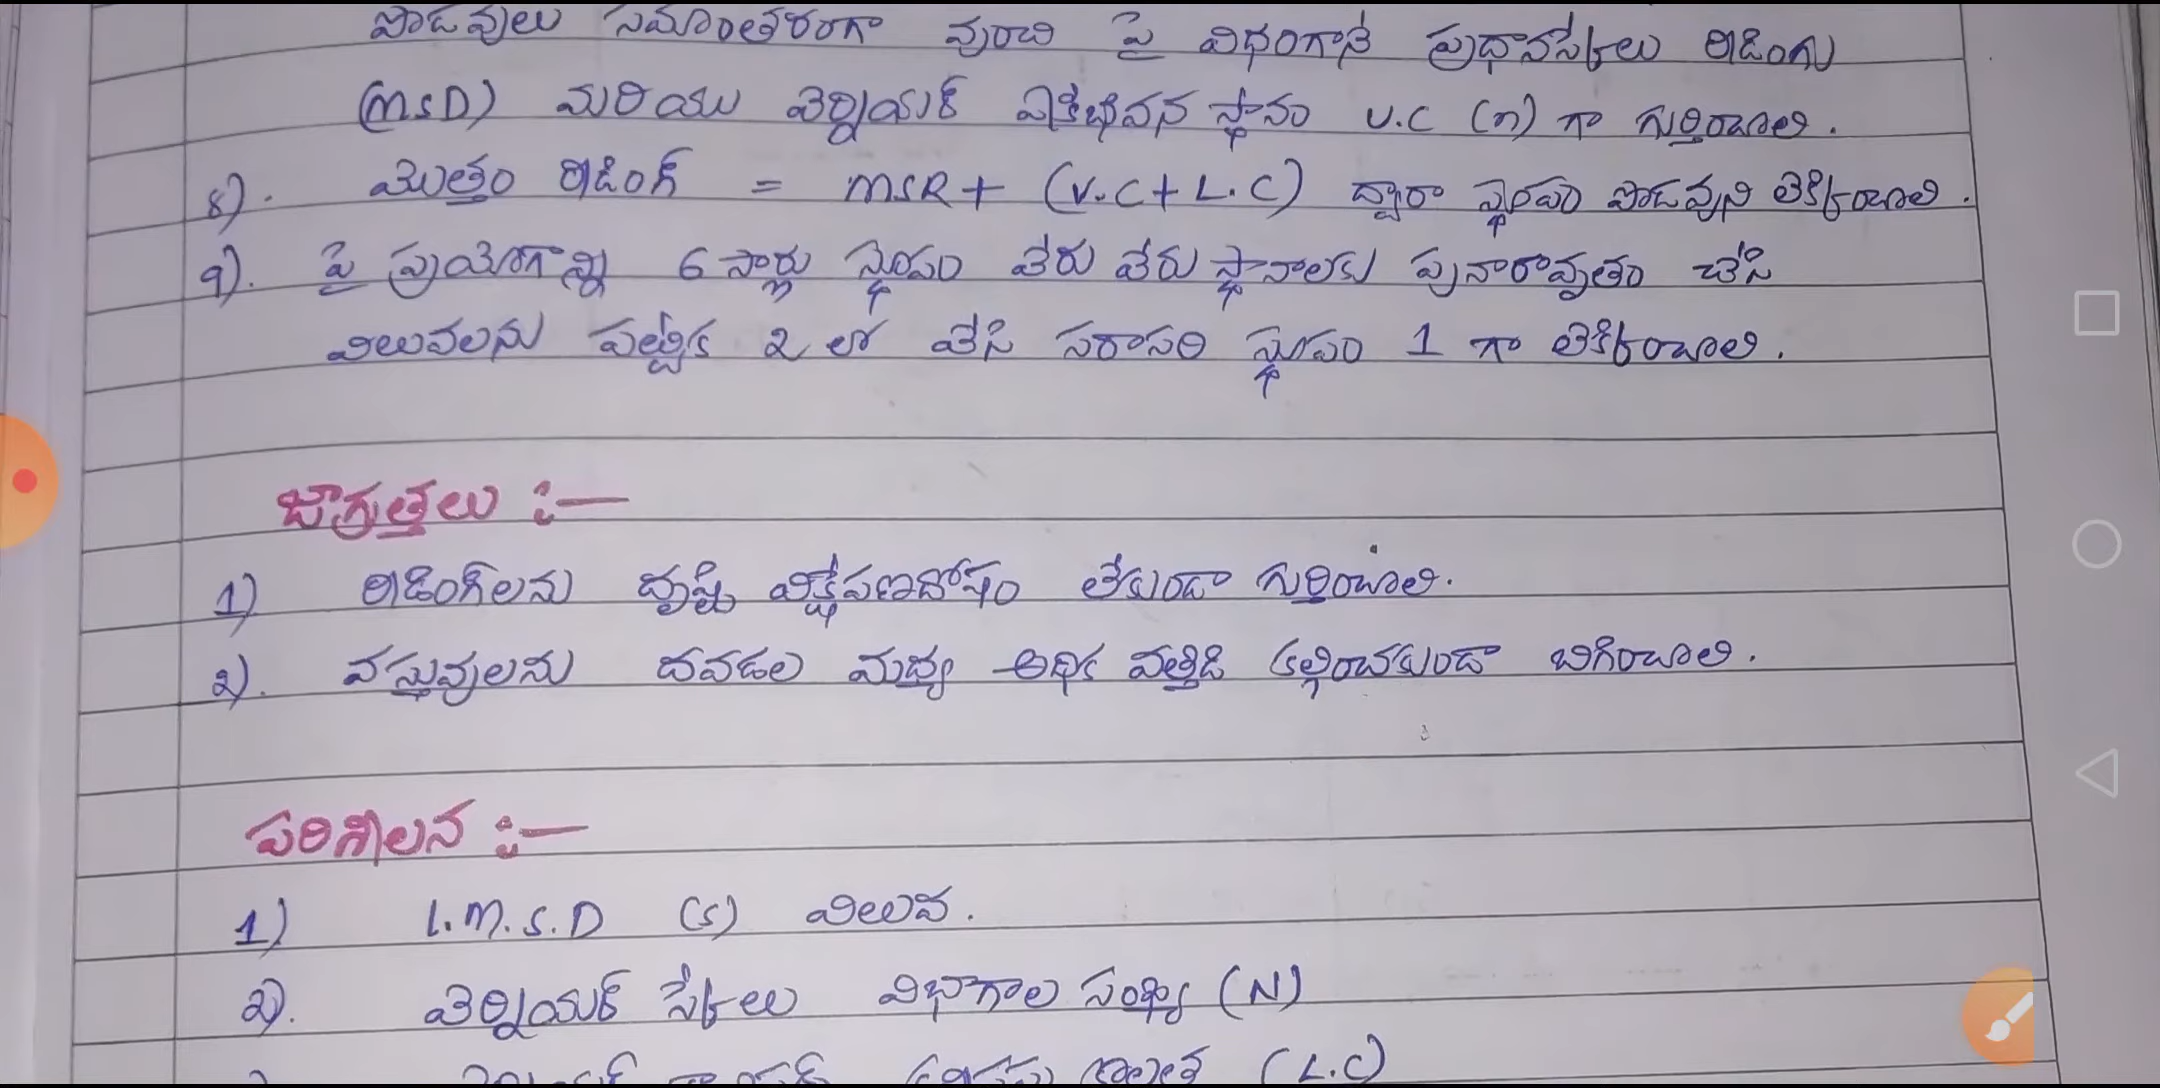 పొడవులు సమాంతరంగా వుంచి పై విధంగానే ప్రధానస్కేలు రీడింగు
(MSD) మరియు వెర్నియర్ ఏకీభవన స్థానం V.C (n) గా గుర్తించాలి.
8). మొత్తం రీడింగ్ = MSR + (V.C + L.C) ద్వారా స్థూపం పొడవును లెక్కించాలి.
9). పై ప్రయోగాన్ని 6 సార్లు స్థూపం వేరు వేరు స్థానాలకు పునరావృతం చేసి
విలువలను పట్టిక 2 లో వేసి సరాసరి స్థూపం 1 గా లెక్కించాలి.
జాగ్రత్తలు :-
1) రీడింగ్‌లను దృష్టి విక్షేపణదోషం లేకుండా గుర్తించాలి.
2). వస్తువులను దవడల మధ్య అధిక వత్తిడి కల్గించకుండా బిగించాలి.
పరిశీలన :-
1) 1.M.S.D (S) విలువ.
2). వెర్నియర్ స్కేలు విభాగాల సంఖ్య (N)
(L.C)